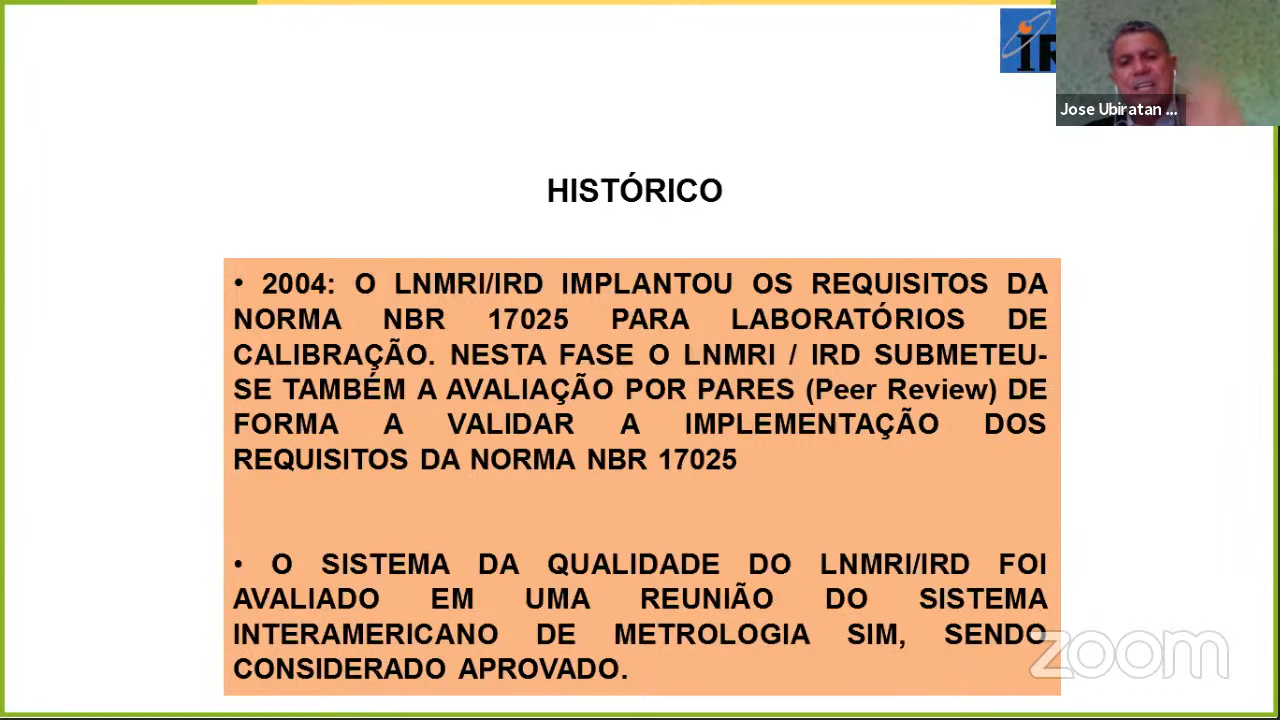 IR
Jose Ubiratan ...
HISTÓRICO
• 2004: O LNMRI/IRD IMPLANTOU OS REQUISITOS DA
NORMA NBR 17025 PARA LABORATÓRIOS DE
CALIBRAÇÃO. NESTA FASE O LNMRI / IRD SUBMETEU-
SE TAMBÉM A AVALIAÇÃO POR PARES (Peer Review) DE
FORMA A VALIDAR A IMPLEMENTAÇÃO DOS
REQUISITOS DA NORMA NBR 17025
• O SISTEMA DA QUALIDADE DO LNMRI/IRD FOI
AVALIADO EM UMA REUNIÃO DO SISTEMA
INTERAMERICANO DE METROLOGIA SIM, SENDO
CONSIDERADO APROVADO.
zoom